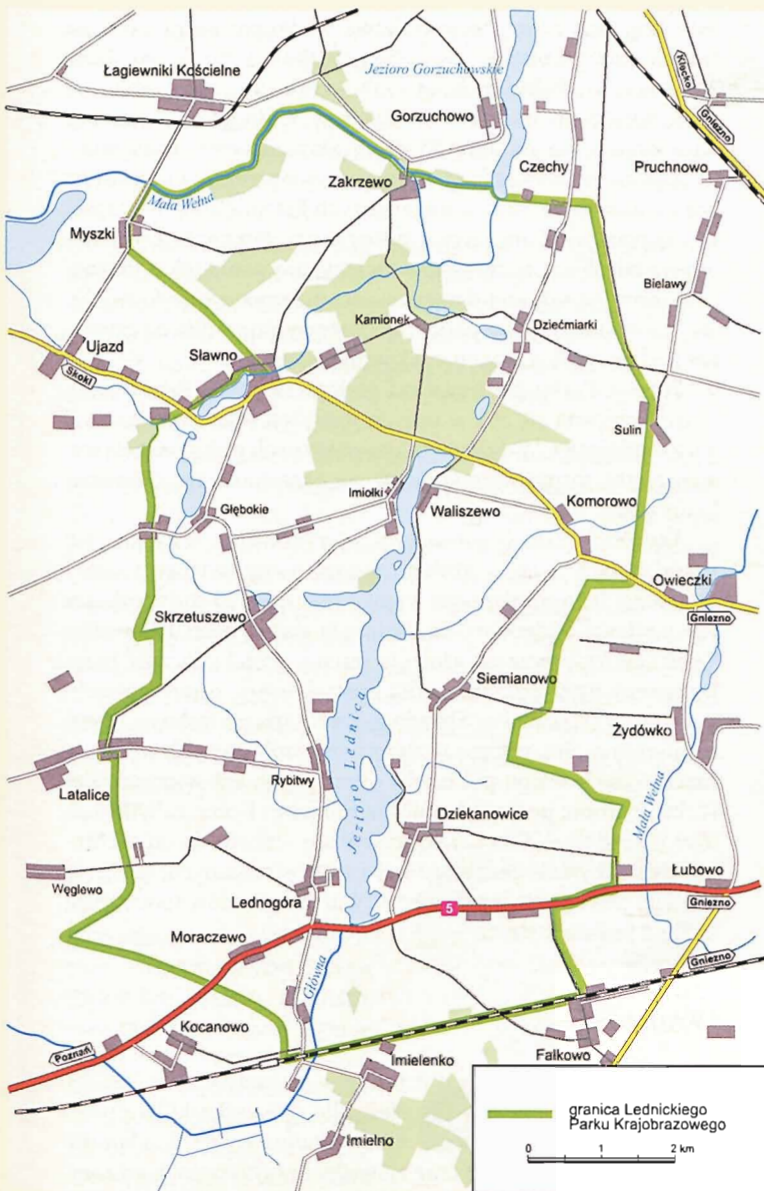 Łagiewniki Kościelne
Jezioro Gorzuchowskie
Gorzuchowo
Kłecko
Gniezno
Czechy
Pruchnowo
Zakrzewo
Mała Wełna
Myszki
Bielawy
Kamionek
Dziećmiarki
Ujazd
Sławno
Skoki
Sulin
Imiołki
Waliszewo
Komorowo
Głębokie
Owieczki
Gniezno
Skrzetuszewo
Siemianowo
Żydówko
Jezioro Lednica
Rybitwy
Latalice
Dziekanowice
Mała Wełna
Węglewo
Łubowo
Lednogóra
5
Gniezno
Moraczewo
Główna
Gniezno
Kocanowo
Poznań
Imielenko
Fałkowo
Imielno
granica Lednickiego
Parku Krajobrazowego
0 1 2 km